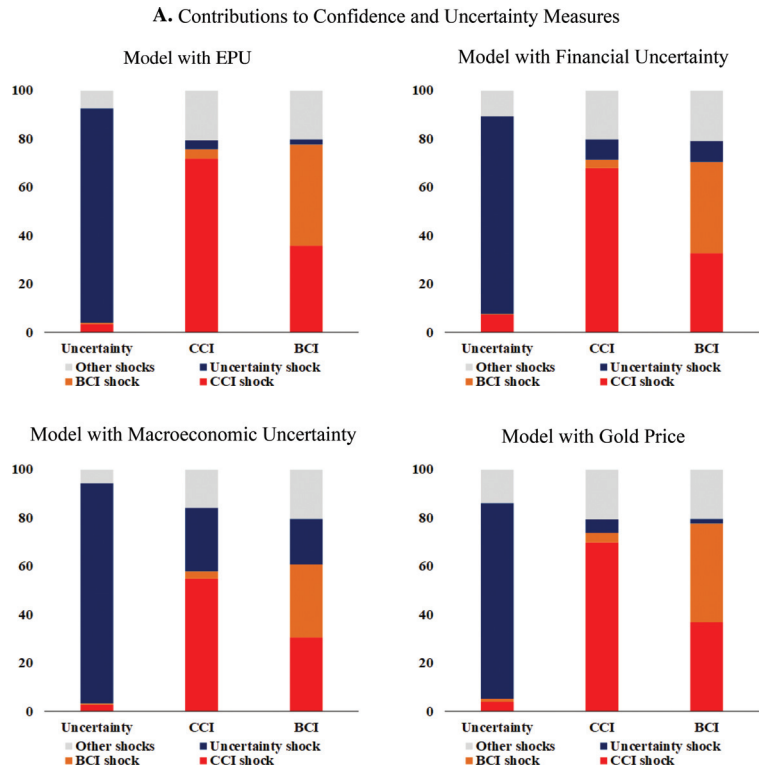 A. Contributions to Confidence and Uncertainty Measures
Model with EPU
100
80
60
40
20
0
Uncertainty CCI BCI
Other shocks Uncertainty shock
BCI shock CCI shock
Model with Financial Uncertainty
100
80
60
40
20
0
Uncertainty CCI BCI
Other shocks Uncertainty shock
BCI shock CCI shock
Model with Macroeconomic Uncertainty
100
80
60
40
20
0
Uncertainty CCI BCI
Other shocks Uncertainty shock
BCI shock CCI shock
Model with Gold Price
100
80
60
40
20
0
Uncertainty CCI BCI
Other shocks Uncertainty shock
BCI shock CCI shock